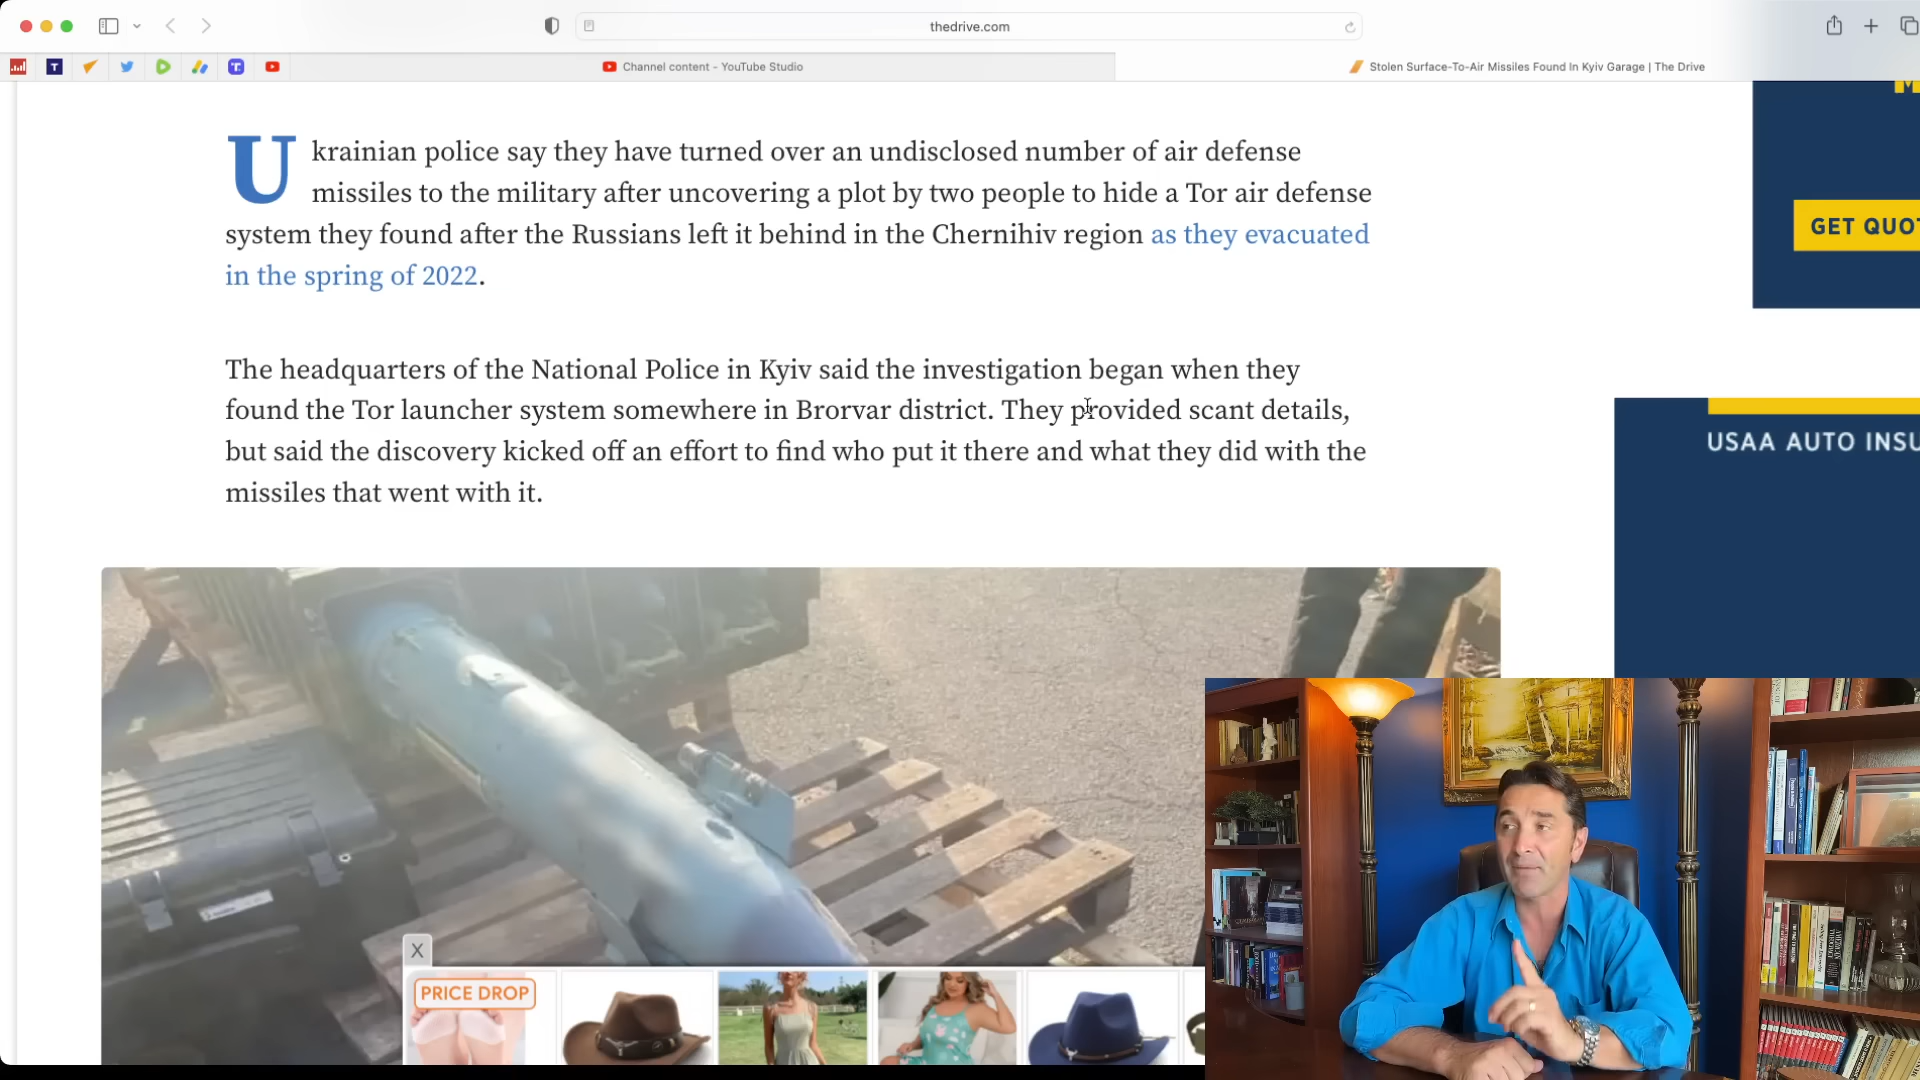 thedrive.com
Channel content - YouTube Studio
Stolen Surface-To-Air Missiles Found In Kyiv Garage | The Drive
Ukrainian police say they have turned over an undisclosed number of air defense
missiles to the military after uncovering a plot by two people to hide a Tor air defense
system they found after the Russians left it behind in the Chernihiv region as they evacuated
in the spring of 2022.
The headquarters of the National Police in Kyiv said the investigation began when they
found the Tor launcher system somewhere in Brorvar district. They provided scant details,
but said the discovery kicked off an effort to find who put it there and what they did with the
missiles that went with it.
GET QUO
USAA AUTO INSU
X
PRICE DROP